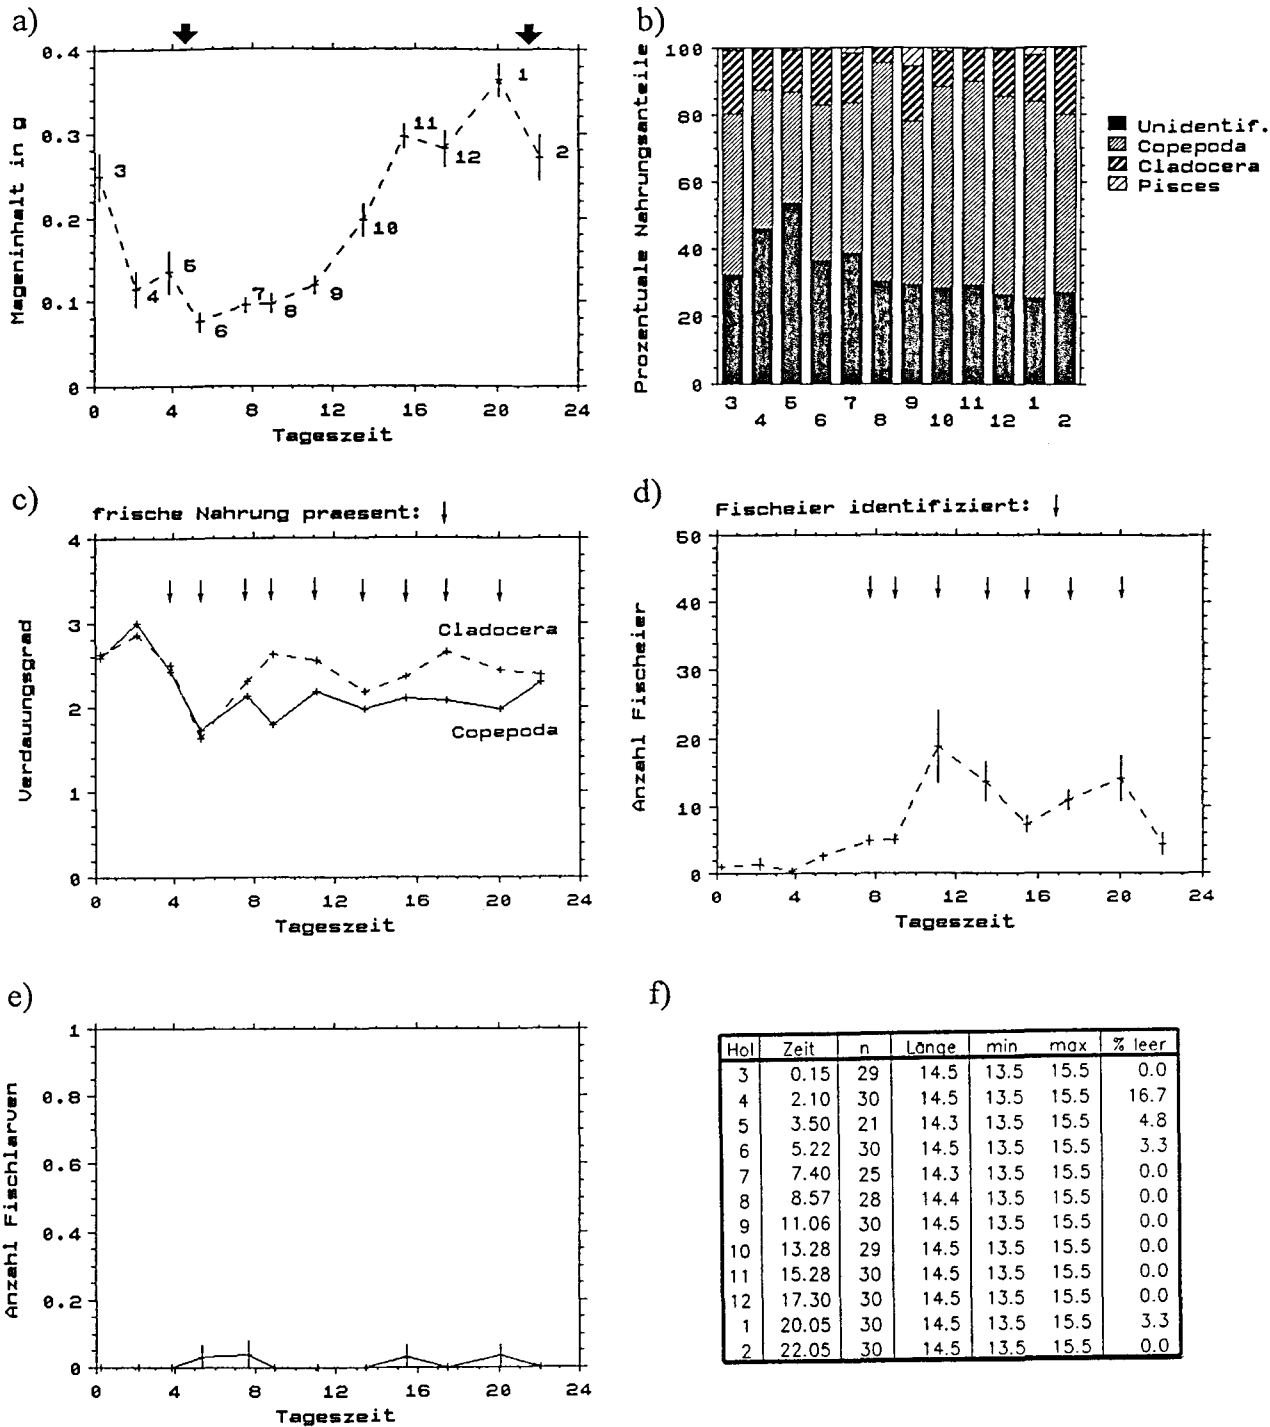 a)
0.4
0.3
0.2
0.1
0
Mageninhalt in g
3
4
5
6
7
8
9
10
11
12
1
2
0 4 8 12 16 20 24
Tageszeit
b)
Prozentuale Nahrungsanteile
100
80
60
40
20
0
3 5 7 9 11 1
4 6 8 10 12 2
Unidentif.
Copepoda
Cladocera
Pisces
c)
frische Nahrung praesent:
4
3
2
1
0
Verdauungsgrad
Cladocera
Copepoda
0 4 8 12 16 20 24
Tageszeit
d)
Fischeier identifiziert:
50
40
30
20
10
0
Anzahl Fischeier
0 4 8 12 16 20 24
Tageszeit
e)
1
0.8
0.6
0.4
0.2
0
Anzahl Fischlarven
0 4 8 12 16 20 24
Tageszeit
f)
Hol Zeit n Länge min max % leer
3 0.15 29 14.5 13.5 15.5 0.0
4 2.10 30 14.5 13.5 15.5 16.7
5 3.50 21 14.3 13.5 15.5 4.8
6 5.22 30 14.5 13.5 15.5 3.3
7 7.40 25 14.3 13.5 15.5 0.0
8 8.57 28 14.4 13.5 15.5 0.0
9 11.06 30 14.5 13.5 15.5 0.0
10 13.28 29 14.5 13.5 15.5 0.0
11 15.28 30 14.5 13.5 15.5 0.0
12 17.30 30 14.5 13.5 15.5 0.0
1 20.05 30 14.5 13.5 15.5 3.3
2 22.05 30 14.5 13.5 15.5 0.0